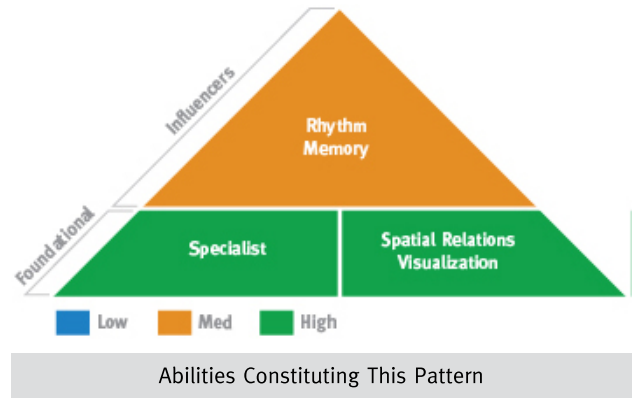 Influencers
Rhythm
Memory
Foundational
Specialist
Spatial Relations
Visualization
Low
Med
High
Abilities Constituting This Pattern